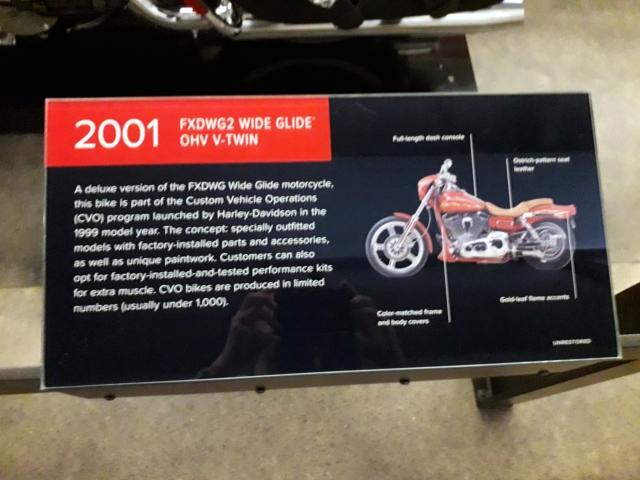 2001
FXDWG2 WIDE GLIDE™
OHV V-TWIN
A deluxe version of the FXDWG Wide Glide motorcycle,
this bike is part of the Custom Vehicle Operations
(CVO) program launched by Harley-Davidson in the
1999 model year. The concept: specially outfitted
models with factory-installed parts and accessories,
as well as unique paintwork. Customers can also
opt for factory-installed-and-tested performance kits
for extra muscle. CVO bikes are produced in limited
numbers (usually under 1,000).
Full-length dash console
Ostrich-pattern seat
leather
Color-matched frame
and body covers
Gold-leaf flame accents
UNRESTORED